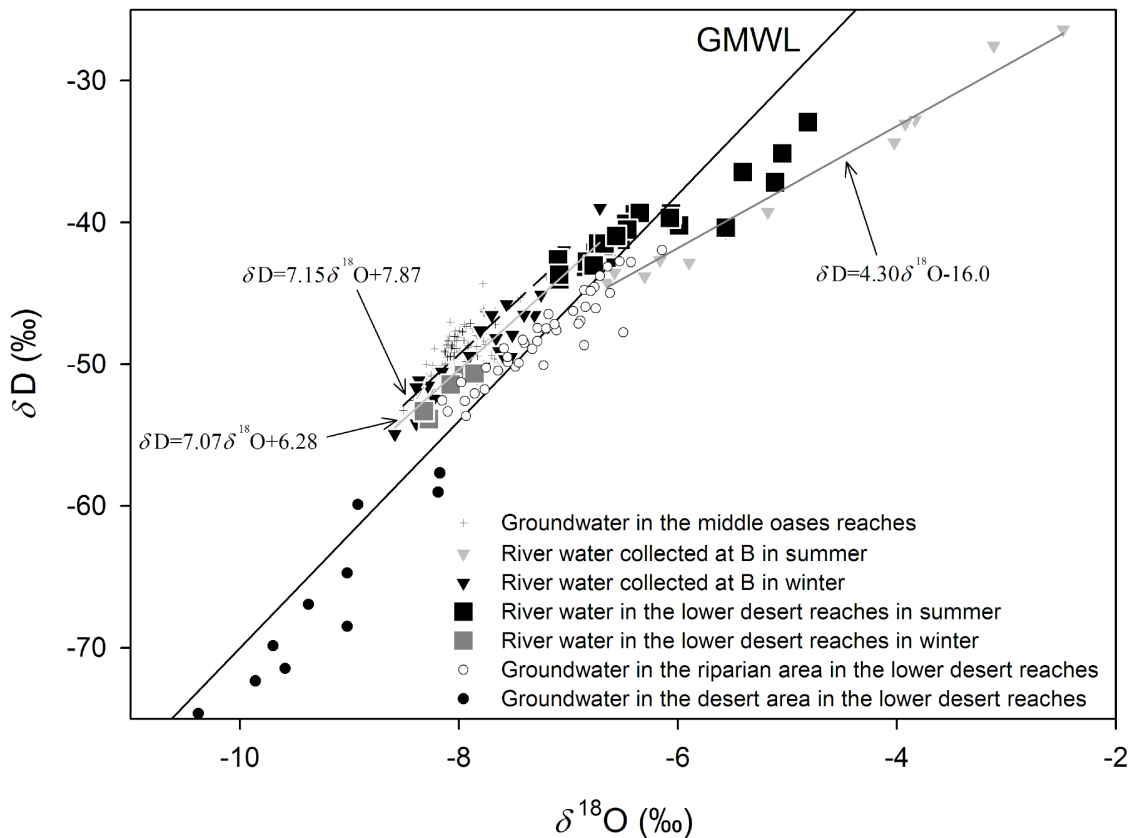 GMWL
-30
-40
-50
-60
-70
δD (‰)
δD=7.15δ¹⁸O+7.87
δD=4.30δ¹⁸O-16.0
δD=7.07δ¹⁸O+6.28
Groundwater in the middle oases reaches
River water collected at B in summer
River water collected at B in winter
River water in the lower desert reaches in summer
River water in the lower desert reaches in winter
Groundwater in the riparian area in the lower desert reaches
Groundwater in the desert area in the lower desert reaches
-10 -8 -6 -4 -2
δ¹⁸O (‰)